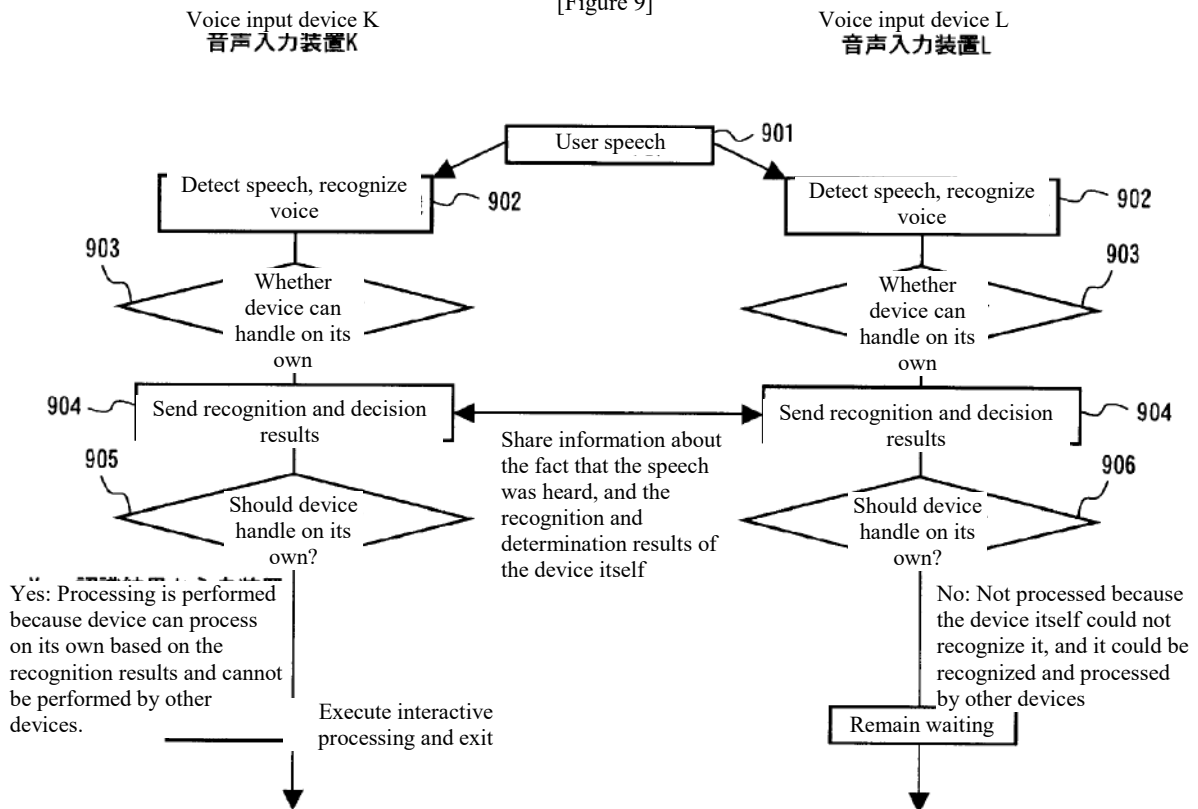 [Figure 9]
Voice input device K
音声入力装置K
Voice input device L
音声入力装置L
User speech
901
Detect speech, recognize
voice
902
Detect speech, recognize
voice
902
903
Whether
device can
handle on its
own
903
Whether
device can
handle on its
own
904
Send recognition and decision
results
Send recognition and decision
results
904
Share information about
the fact that the speech
was heard, and the
recognition and
determination results of
the device itself
905
Should device
handle on its
own?
906
Should device
handle on its
own?
Yes: Processing is performed
because device can process
on its own based on the
recognition results and cannot
be performed by other
devices.
No: Not processed because
the device itself could not
recognize it, and it could be
recognized and processed
by other devices
Execute interactive
processing and exit
Remain waiting